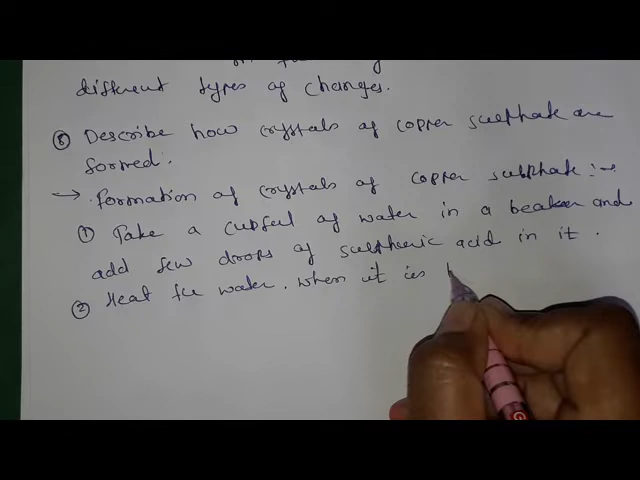 different types of changes.
⑧ Describe how crystals of copper sulphate are
formed.
→ Formation of crystals of copper sulphate :→
① Take a cupful of water in a beaker and
add few drops of sulphuric acid in it.
② Heat the water. when it is